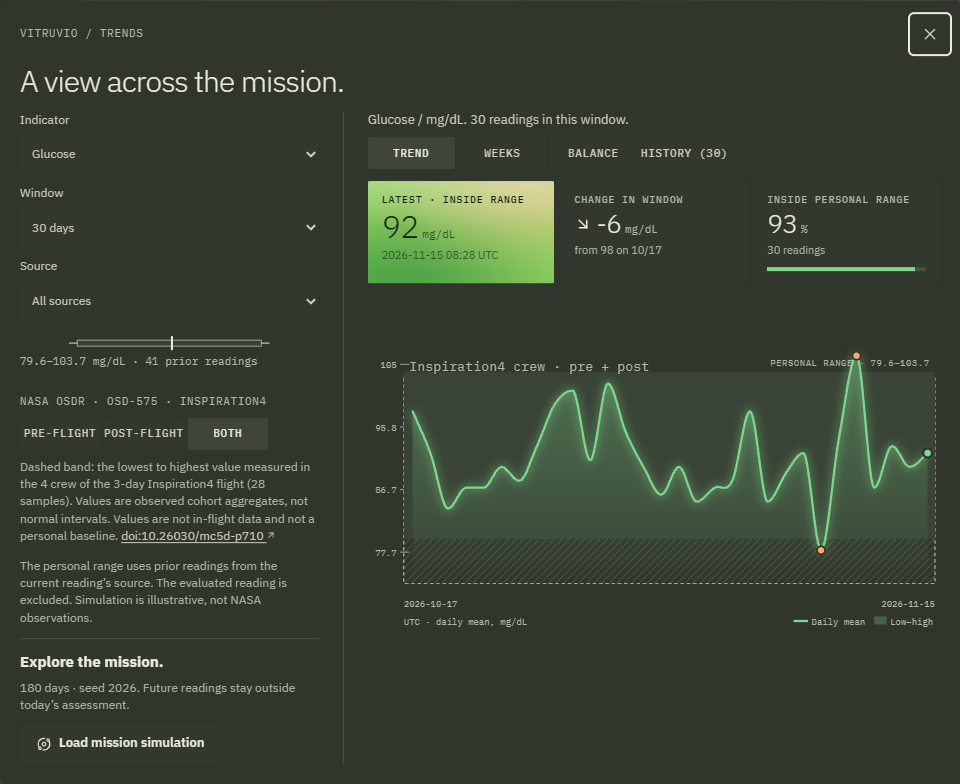 VITRUVIO / TRENDS
A view across the mission.
Indicator
Glucose
Window
30 days
Source
All sources
79.6–103.7 mg/dL · 41 prior readings
NASA OSDR · OSD-575 · INSPIRATION4
PRE-FLIGHT POST-FLIGHT BOTH
Dashed band: the lowest to highest value measured in
the 4 crew of the 3-day Inspiration4 flight (28
samples). Values are observed cohort aggregates, not
normal intervals. Values are not in-flight data and not a
personal baseline. doi:10.26030/mc5d-p710 ↗
The personal range uses prior readings from the
current reading’s source. The evaluated reading is
excluded. Simulation is illustrative, not NASA
observations.
Explore the mission.
180 days · seed 2026. Future readings stay outside
today’s assessment.
Load mission simulation
Glucose / mg/dL. 30 readings in this window.
TREND WEEKS BALANCE HISTORY (30)
LATEST · INSIDE RANGE
92 mg/dL
2026-11-15 08:28 UTC
CHANGE IN WINDOW
↘ -6 mg/dL
from 98 on 10/17
INSIDE PERSONAL RANGE
93 %
30 readings
Inspiration4 crew · pre + post
PERSONAL RANGE · 79.6–103.7
105
95.8
86.7
77.7
2026-10-17 2026-11-15
UTC · daily mean, mg/dL
Daily mean Low–high